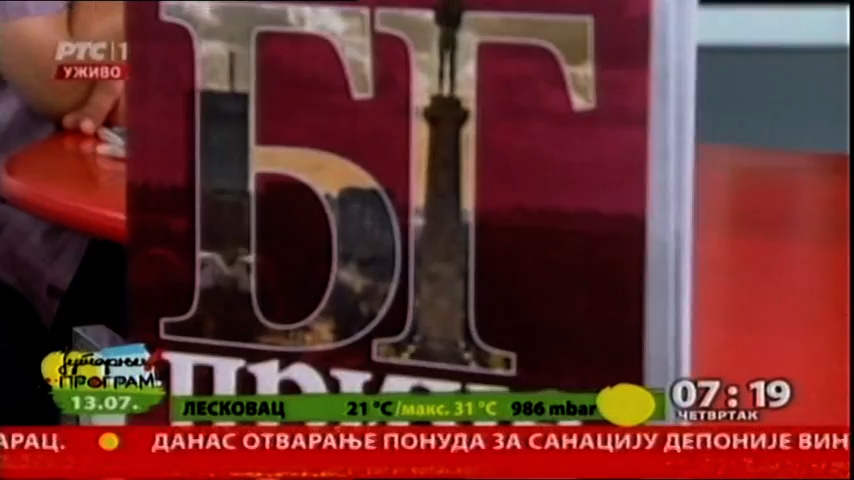 РТС|1
УЖИВО
БГ
ПРИЧЕ
Јутарњи
ПРОГРАМ
13.07.
ЛЕСКОВАЦ 21 °C/макс. 31 °C 986 mbar
07:19
ЧЕТВРТАК
АРАЦ. ДАНАС ОТВАРАЊЕ ПОНУДА ЗА САНАЦИЈУ ДЕПОНИЈЕ ВИН